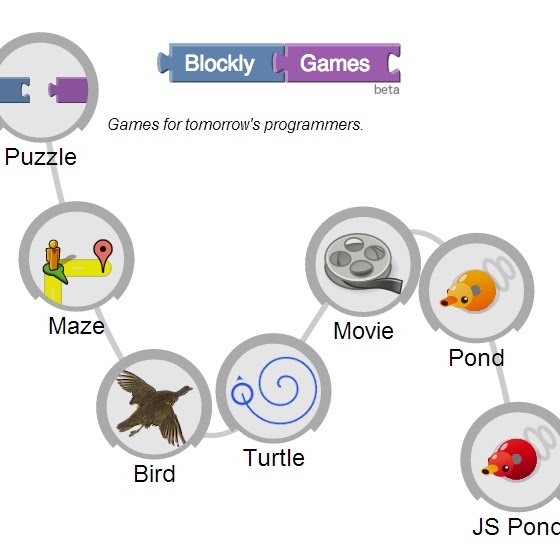 Blockly Games
beta
Games for tomorrow's programmers.
Puzzle
Maze
Bird
Turtle
Movie
Pond
JS Pond